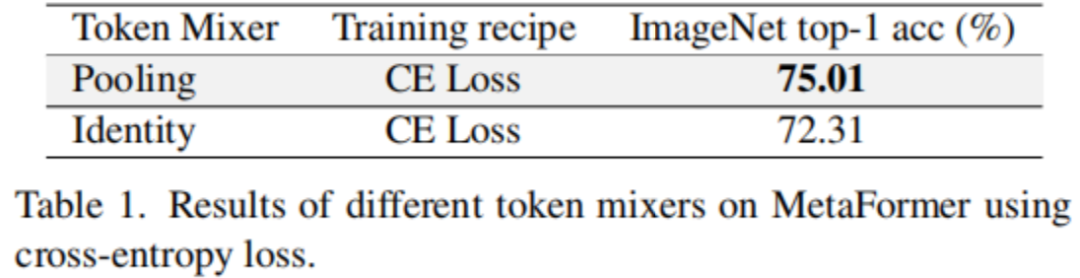 Token Mixer Training recipe ImageNet top-1 acc (%)
Pooling CE Loss 75.01
Identity CE Loss 72.31
Table 1. Results of different token mixers on MetaFormer using
cross-entropy loss.